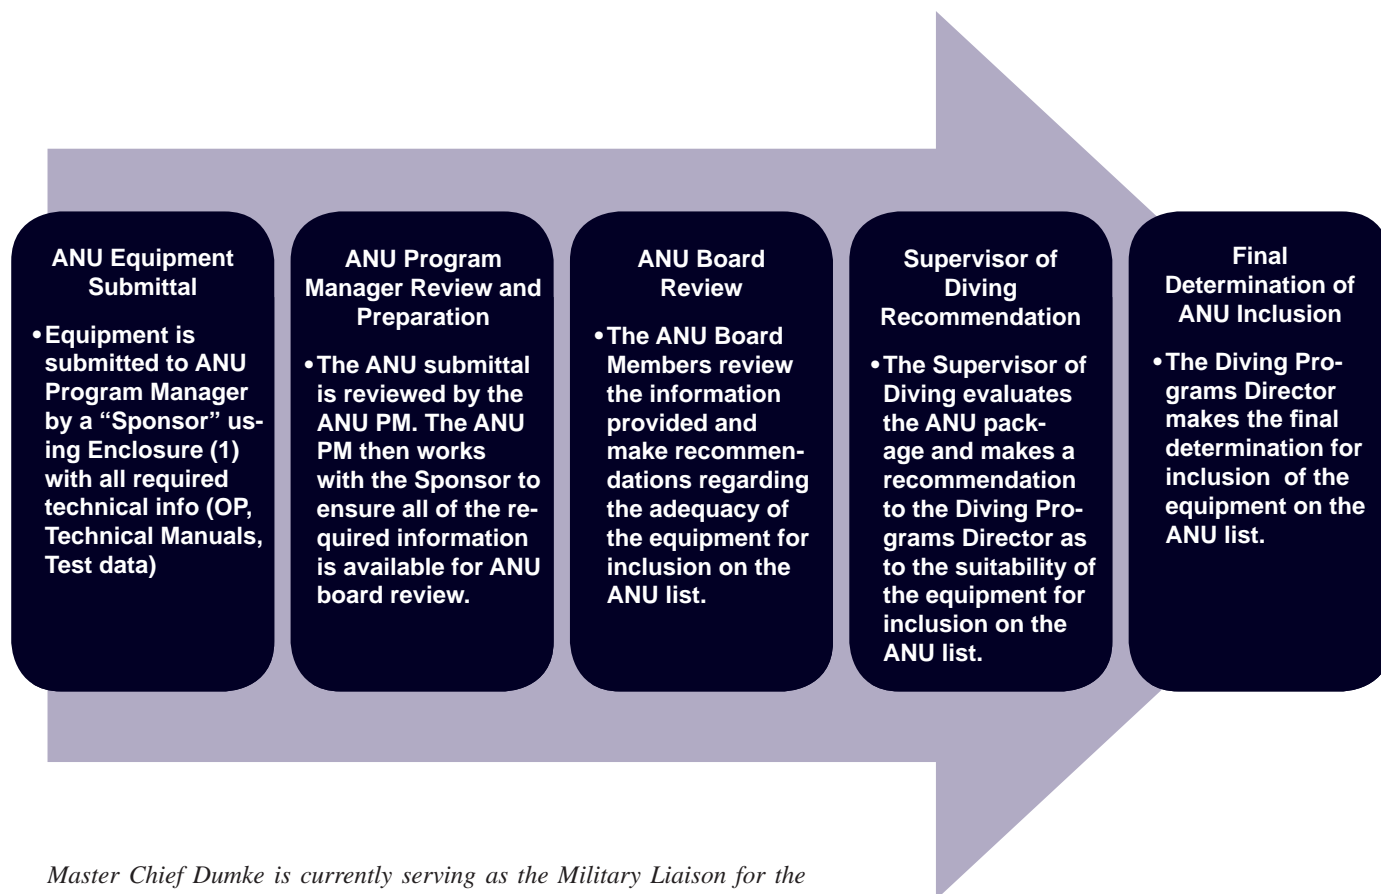 ANU Equipment
Submittal
•Equipment is
submitted to ANU
Program Manager
by a “Sponsor” us-
ing Enclosure (1)
with all required
technical info (OP,
Technical Manuals,
Test data)
ANU Program
Manager Review and
Preparation
•The ANU submittal
is reviewed by the
ANU PM. The ANU
PM then works
with the Sponsor to
ensure all of the re-
quired information
is available for ANU
board review.
ANU Board
Review
•The ANU Board
Members review
the information
provided and
make recommen-
dations regarding
the adequacy of
the equipment for
inclusion on the
ANU list.
Supervisor of
Diving
Recommendation
•The Supervisor of
Diving evaluates
the ANU pack-
age and makes a
recommendation
to the Diving Pro-
grams Director as
to the suitability of
the equipment for
inclusion on the
ANU list.
Final
Determination of
ANU Inclusion
•The Diving Pro-
grams Director
makes the final
determination for
inclusion of the
equipment on the
ANU list.
Master Chief Dumke is currently serving as the Military Liaison for the